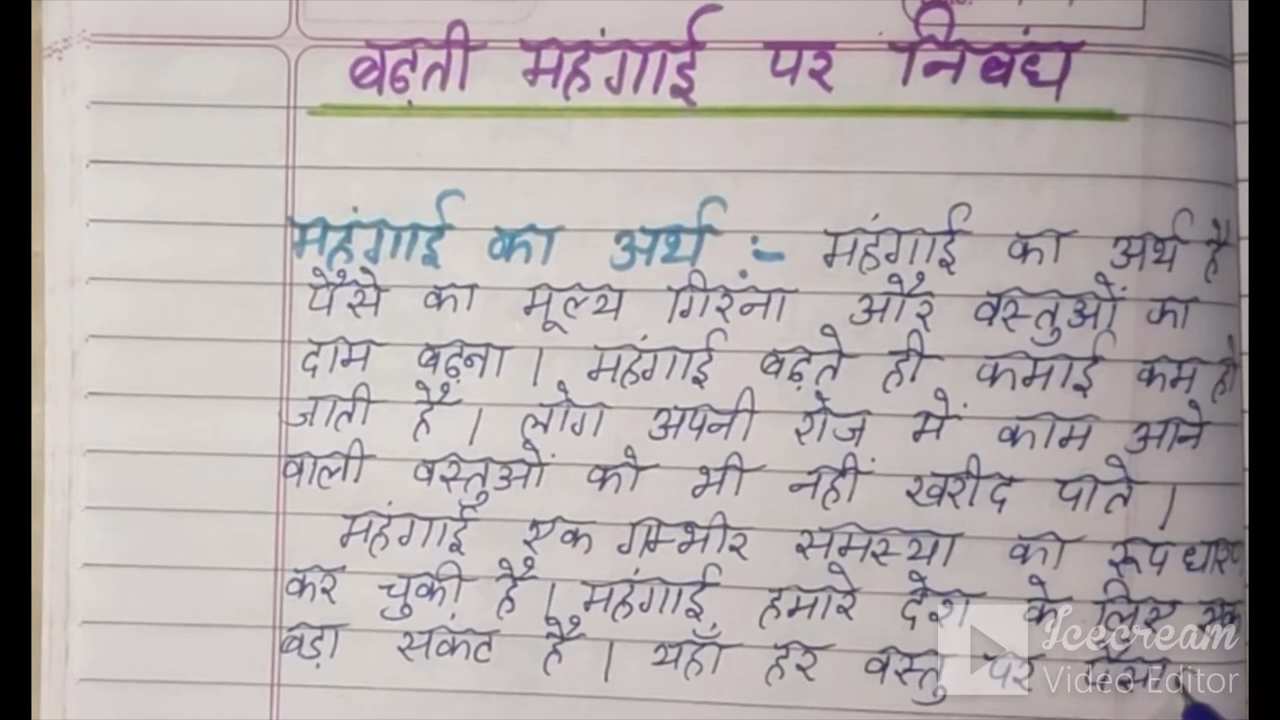 बढ़ती महंगाई पर निबंध
महंगाई का अर्थ :- महंगाई का अर्थ है
पैसे का मूल्य गिरना और वस्तुओं का
दाम बढ़ना। महंगाई बढ़ते ही कमाई कम हो
जाती है। लोग अपनी रोज में काम आने
वाली वस्तुओं को भी नहीं खरीद पाते।
महंगाई एक गम्भीर समस्या का रूप धारण
कर चुकी है। महंगाई हमारे देश के लिए एक
बड़ा सकंट है। यहाँ हर वस्तु पर
Icecream
Video Editor